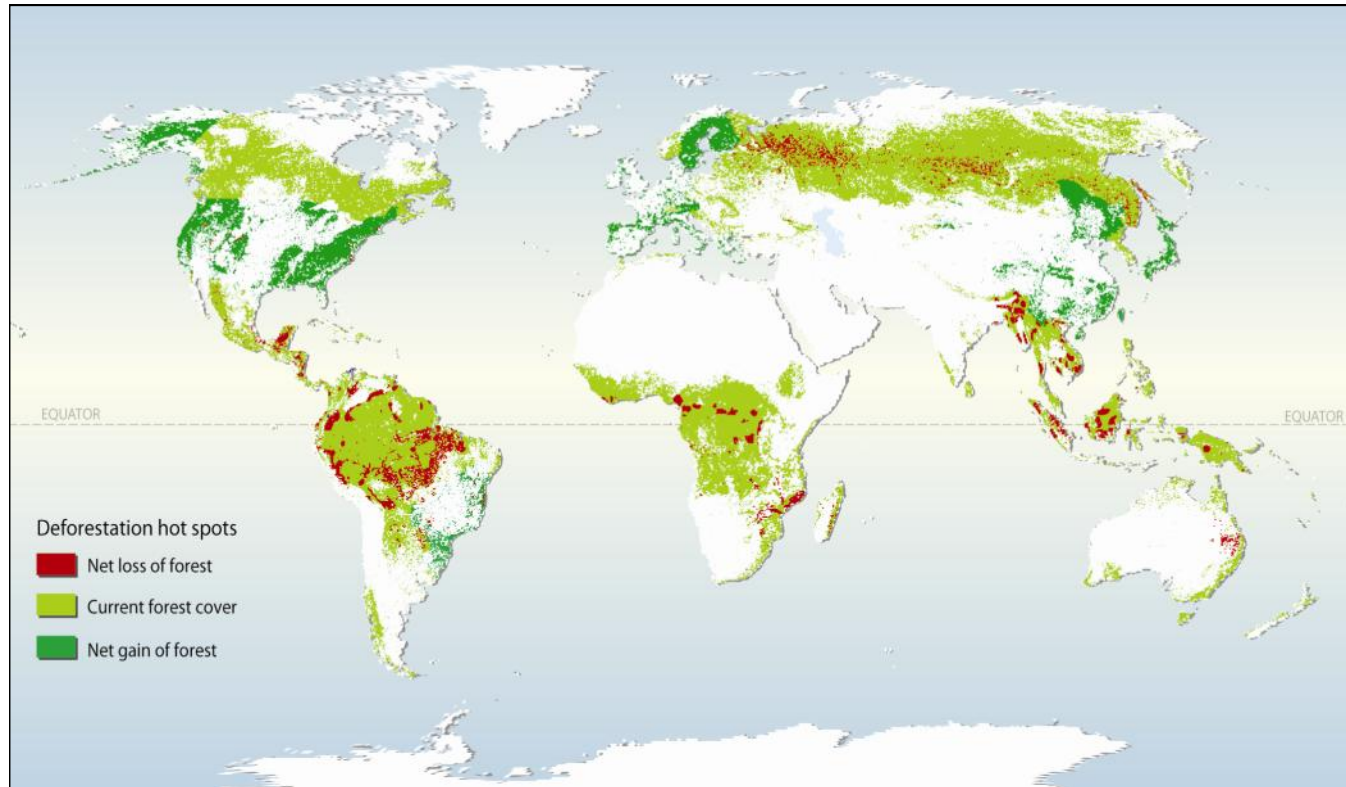 EQUATOR
EQUATOR
Deforestation hot spots
Net loss of forest
Current forest cover
Net gain of forest